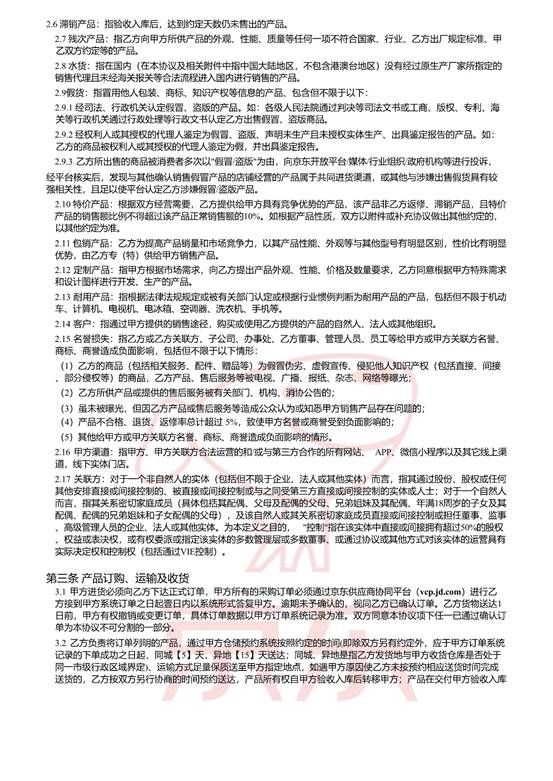 2.6 滞销产品：指验收入库后，达到约定天数仍未售出的产品。
2.7 残次产品：指乙方向甲方所供产品的外观、性能、质量等任何一项不符合国家、行业、乙方出厂规定标准、甲
乙双方约定等的产品。
2.8 水货：指在国内（在本协议及相关附件中指中国大陆地区，不包含港澳台地区）没有经过原生产厂家所指定的
销售代理且未经海关报关等合法流程进入国内进行销售的产品。
2.9假货：指冒用他人包装、商标、知识产权等信息的产品，包含但不限于以下：
2.9.1 经司法、行政机关认定假冒、盗版的产品。如：各级人民法院通过判决等司法文书或工商、版权、专利、海
关等行政机关通过行政处理等行政文书认定乙方出售假冒、盗版商品。
2.9.2 经权利人或其授权的代理人鉴定为假冒、盗版、声明未生产且未授权实体生产、出具鉴定报告的产品。如：
乙方的商品被权利人或其授权的代理人鉴定为假，并出具鉴定报告。
2.9.3 乙方所出售的商品被消费者多次以"假冒/盗版"为由，向京东开放平台/媒体/行业组织/政府机构等进行投诉，
经平台核实后，发现与其他确认销售假冒产品的店铺经营的产品属于共同进货渠道，或其他与涉嫌出售假货具有较
强相关性，且足以使平台认定乙方涉嫌假冒/盗版产品。
2.10 特价产品：根据双方经营需要，乙方提供给甲方具有竞争优势的产品，该产品非乙方返修、滞销产品，且特价
产品的销售额比例不得超过该产品正常销售额的10%。如根据产品性质，双方以附件或补充协议做出其他约定的，
以其他约定为准。
2.11 包销产品：乙方为提高产品销量和市场竞争力，以其产品性能、外观等与其他型号有明显区别，性价比有明显
优势，由乙方专（特）供给甲方销售产品。
2.12 定制产品：指甲方根据市场需求，向乙方提出产品外观、性能、价格及数量要求，乙方同意根据甲方特殊需求
和设计图样进行开发、生产的产品。
2.13 耐用产品：指根据法律法规规定或被有关部门认定或根据行业惯例判断为耐用产品的产品，包括但不限于机动
车、计算机、电视机、电冰箱、空调器、洗衣机、手机等。
2.14 客户：指通过甲方提供的销售途径，购买或使用乙方提供的产品的自然人、法人或其他组织。
2.15 名誉损失：指乙方或乙方关联方、子公司、办事处、乙方董事、管理人员、员工等给甲方或甲方关联方名誉、
商标、商誉造成负面影响，包括但不限于以下情形：
（1）乙方的商品（包括相关服务、配件、赠品等）为假冒伪劣、虚假宣传、侵犯他人知识产权（包括直接、间接
、部分侵权等）的商品，乙方产品、售后服务等被电视、广播、报纸、杂志、网络等曝光；
（2）乙方所供产品或提供的售后服务被有关部门、机构、消协公告的；
（3）虽未被曝光，但因乙方产品或售后服务等造成公众认为或知悉甲方销售产品存在问题的；
（4）产品不合格、退货、返修率总计超过 5%，致使甲方名誉或商誉受到负面影响的；
（5）其他给甲方或甲方关联方名誉、商标、商誉造成负面影响的情形。
2.16 甲方渠道：指甲方、甲方关联方合法运营的和/或与第三方合作的所有网站、 APP、微信小程序以及其它线上渠
道，线下实体门店。
2.17 关联方：对于一个非自然人的实体（包括但不限于企业、法人或其他实体）而言，指其通过股份、股权或任何
其他安排直接或间接控制的、被直接或间接控制或与之同受第三方直接或间接控制的实体或人士；对于一个自然人
而言，指其关系密切家庭成员（具体包括其配偶、父母及配偶的父母、兄弟姐妹及其配偶、年满18周岁的子女及其
配偶、配偶的兄弟姐妹和子女配偶的父母），及该自然人或其关系密切家庭成员直接或间接控制或担任董事、监事
、高级管理人员的企业、法人或其他实体。为本定义之目的， "控制"指在该实体中直接或间接拥有超过50%的股权
、权益或表决权，或有权委派或指定该实体的多数管理层或多数董事、或通过协议或其他方式对该实体的运营具有
实际决定权和控制权（包括通过VIE控制）。
第三条 产品订购、运输及收货
3.1 甲方进货必须向乙方下达正式订单，甲方所有的采购订单必须通过京东供应商协同平台（vcp.jd.com）进行乙
方接到甲方系统订单之日起壹日内以系统形式答复甲方。逾期未予确认的，视同乙方已确认订单。乙方货物送达1
日前，甲方有权撤销或变更订单，具体订单数据以甲方订单系统记录为准。双方同意本协议项下任一已通过确认订
单为本协议不可分割的一部分。
3.2 乙方负责将订单列明的产品，通过甲方仓储预约系统按照约定的时间(即除双方另有约定外，应于甲方订单系统
记录的下单成功之日起，同城【5】天，异地【15】天送达；同城、异地是指乙方发货地与甲方收货仓库是否处于
同一市级行政区域界定)、运输方式足量保质送至甲方指定地点，如遇甲方原因使乙方未按预约相应送货时间完成
送货的，乙方按双方另行协商的时间预约送达，产品所有权自甲方验收入库后转移甲方；产品在交付甲方验收入库